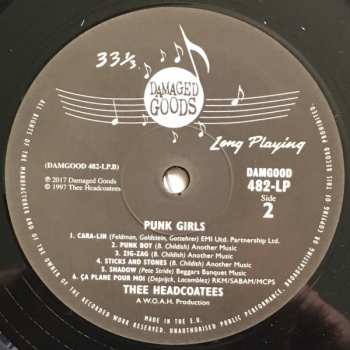 33⅓
DAMAGED
GOODS
Long Playing
(DAMGOOD 482-LP.B)
℗ 2017 Damaged Goods
© 1997 Thee Headcoatees
DAMGOOD
482-LP
Side
2
PUNK GIRLS
1. CARA-LIN (Feldman, Goldstein, Gottehrer) EMI Utd. Partnership Ltd.
2. PUNK BOY (B. Childish) Another Music
3. ZIG-ZAG (B. Childish) Another Music
4. STICKS AND STONES (B. Childish) Another Music
5. SHADOW (Pete Stride) Beggars Banquet Music
6. ÇA PLANE POUR MOI (Deprijck, Lacomblez) RKM/SABAM/MCPS
THEE HEADCOATEES
A W.O.A.H. Production
MADE IN THE E.U.
ALL RIGHTS OF THE MANUFACTURER AND OF THE OWNER OF THE RECORDED WORK RESERVED. UNAUTHORISED PUBLIC PERFORMANCE, BROADCASTING OR COPYING OF THIS RECORD PROHIBITED.